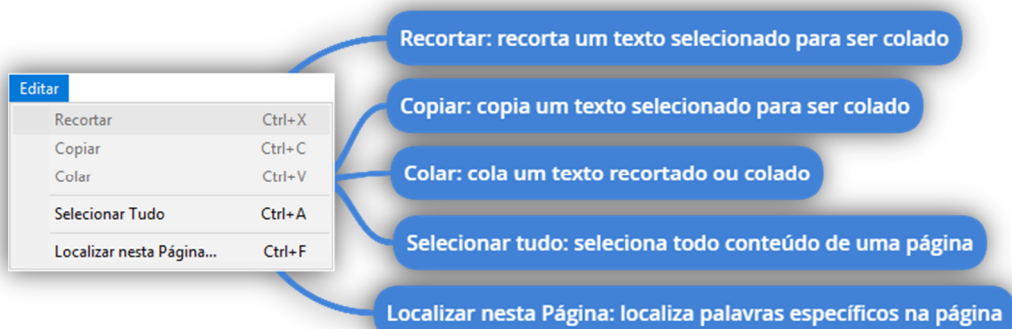 Editar
Recortar Ctrl+X
Copiar Ctrl+C
Colar Ctrl+V
Selecionar Tudo Ctrl+A
Localizar nesta Página... Ctrl+F
Recortar: recorta um texto selecionado para ser colado
Copiar: copia um texto selecionado para ser colado
Colar: cola um texto recortado ou colado
Selecionar tudo: seleciona todo conteúdo de uma página
Localizar nesta Página: localiza palavras específicos na página